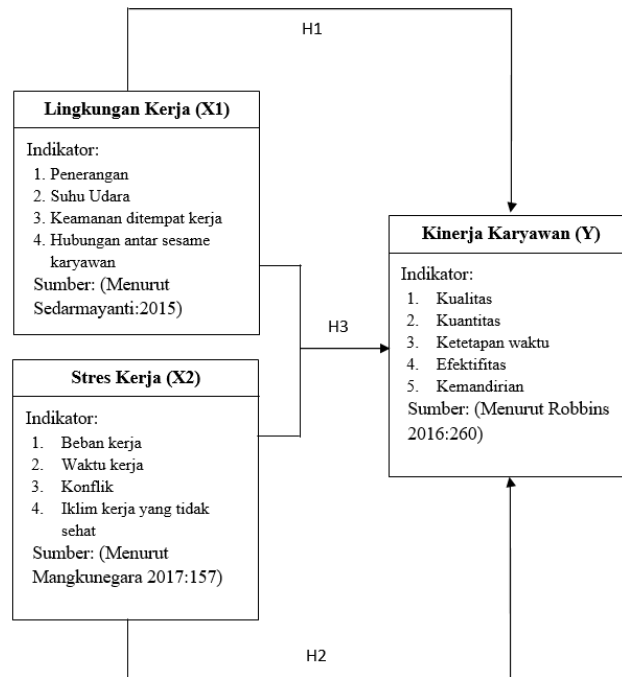 H1
Lingkungan Kerja (X1)
Indikator:
1. Penerangan
2. Suhu Udara
3. Keamanan ditempat kerja
4. Hubungan antar sesame
karyawan
Sumber: (Menurut
Sedarmayanti:2015)
H3
Kinerja Karyawan (Y)
Indikator:
1. Kualitas
2. Kuantitas
3. Ketetapan waktu
4. Efektifitas
5. Kemandirian
Sumber: (Menurut Robbins
2016:260)
Stres Kerja (X2)
Indikator:
1. Beban kerja
2. Waktu kerja
3. Konflik
4. Iklim kerja yang tidak
sehat
Sumber: (Menurut
Mangkunegara 2017:157)
H2